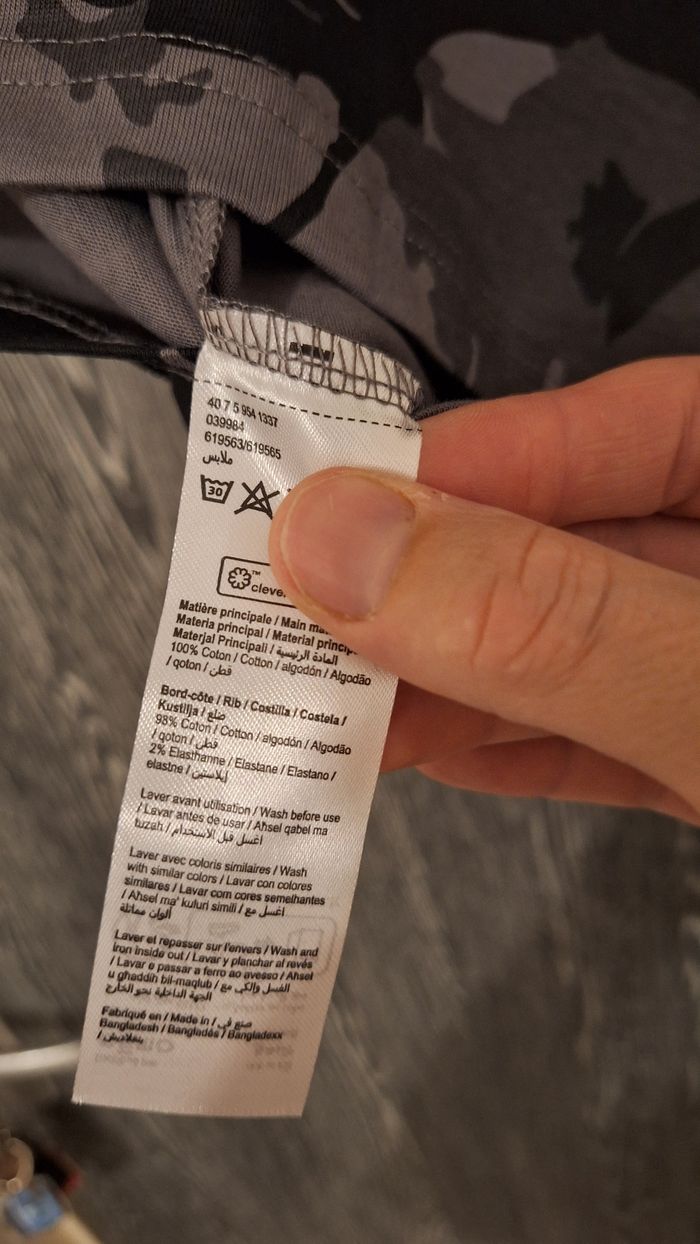 40 7 5 954 1337
039984
619563/619565
ملابس
30
clever
Matière principale / Main
Materia principal / Material
Materjal Principali / المادة الرئيسية
100% Coton / Cotton / algodón / Algodão
/ qoton / قطن
Bord-côte / Rib / Costilla / Costela /
Kustilja / ضلع
98% Coton / Cotton / algodón / Algodão
/ qoton / قطن
2% Elasthanne / Elastane / Elastano /
elastne / إيلاستين
Laver avant utilisation / Wash before use
/ Lavar antes de usar / Aħsel qabel ma
tuzah / اغسل قبل الاستخدام
Laver avec coloris similaires / Wash
with similar colors / Lavar con colores
similares / Lavar com cores semelhantes
/ Aħsel ma' kuluri simili / اغسل مع
ألوان مماثلة
Laver et repasser sur l'envers / Wash and
iron inside out / Lavar y planchar al revés
/ Lavar e passar a ferro ao avesso / Aħsel
u għaddih bil-maqlub / الغسل والكي مع
الجهة الداخلية نحو الخارج
Fabriqué en / Made in / صنع في
Bangladesh / Bangladés / Bangladexx
/ بنغلاديش